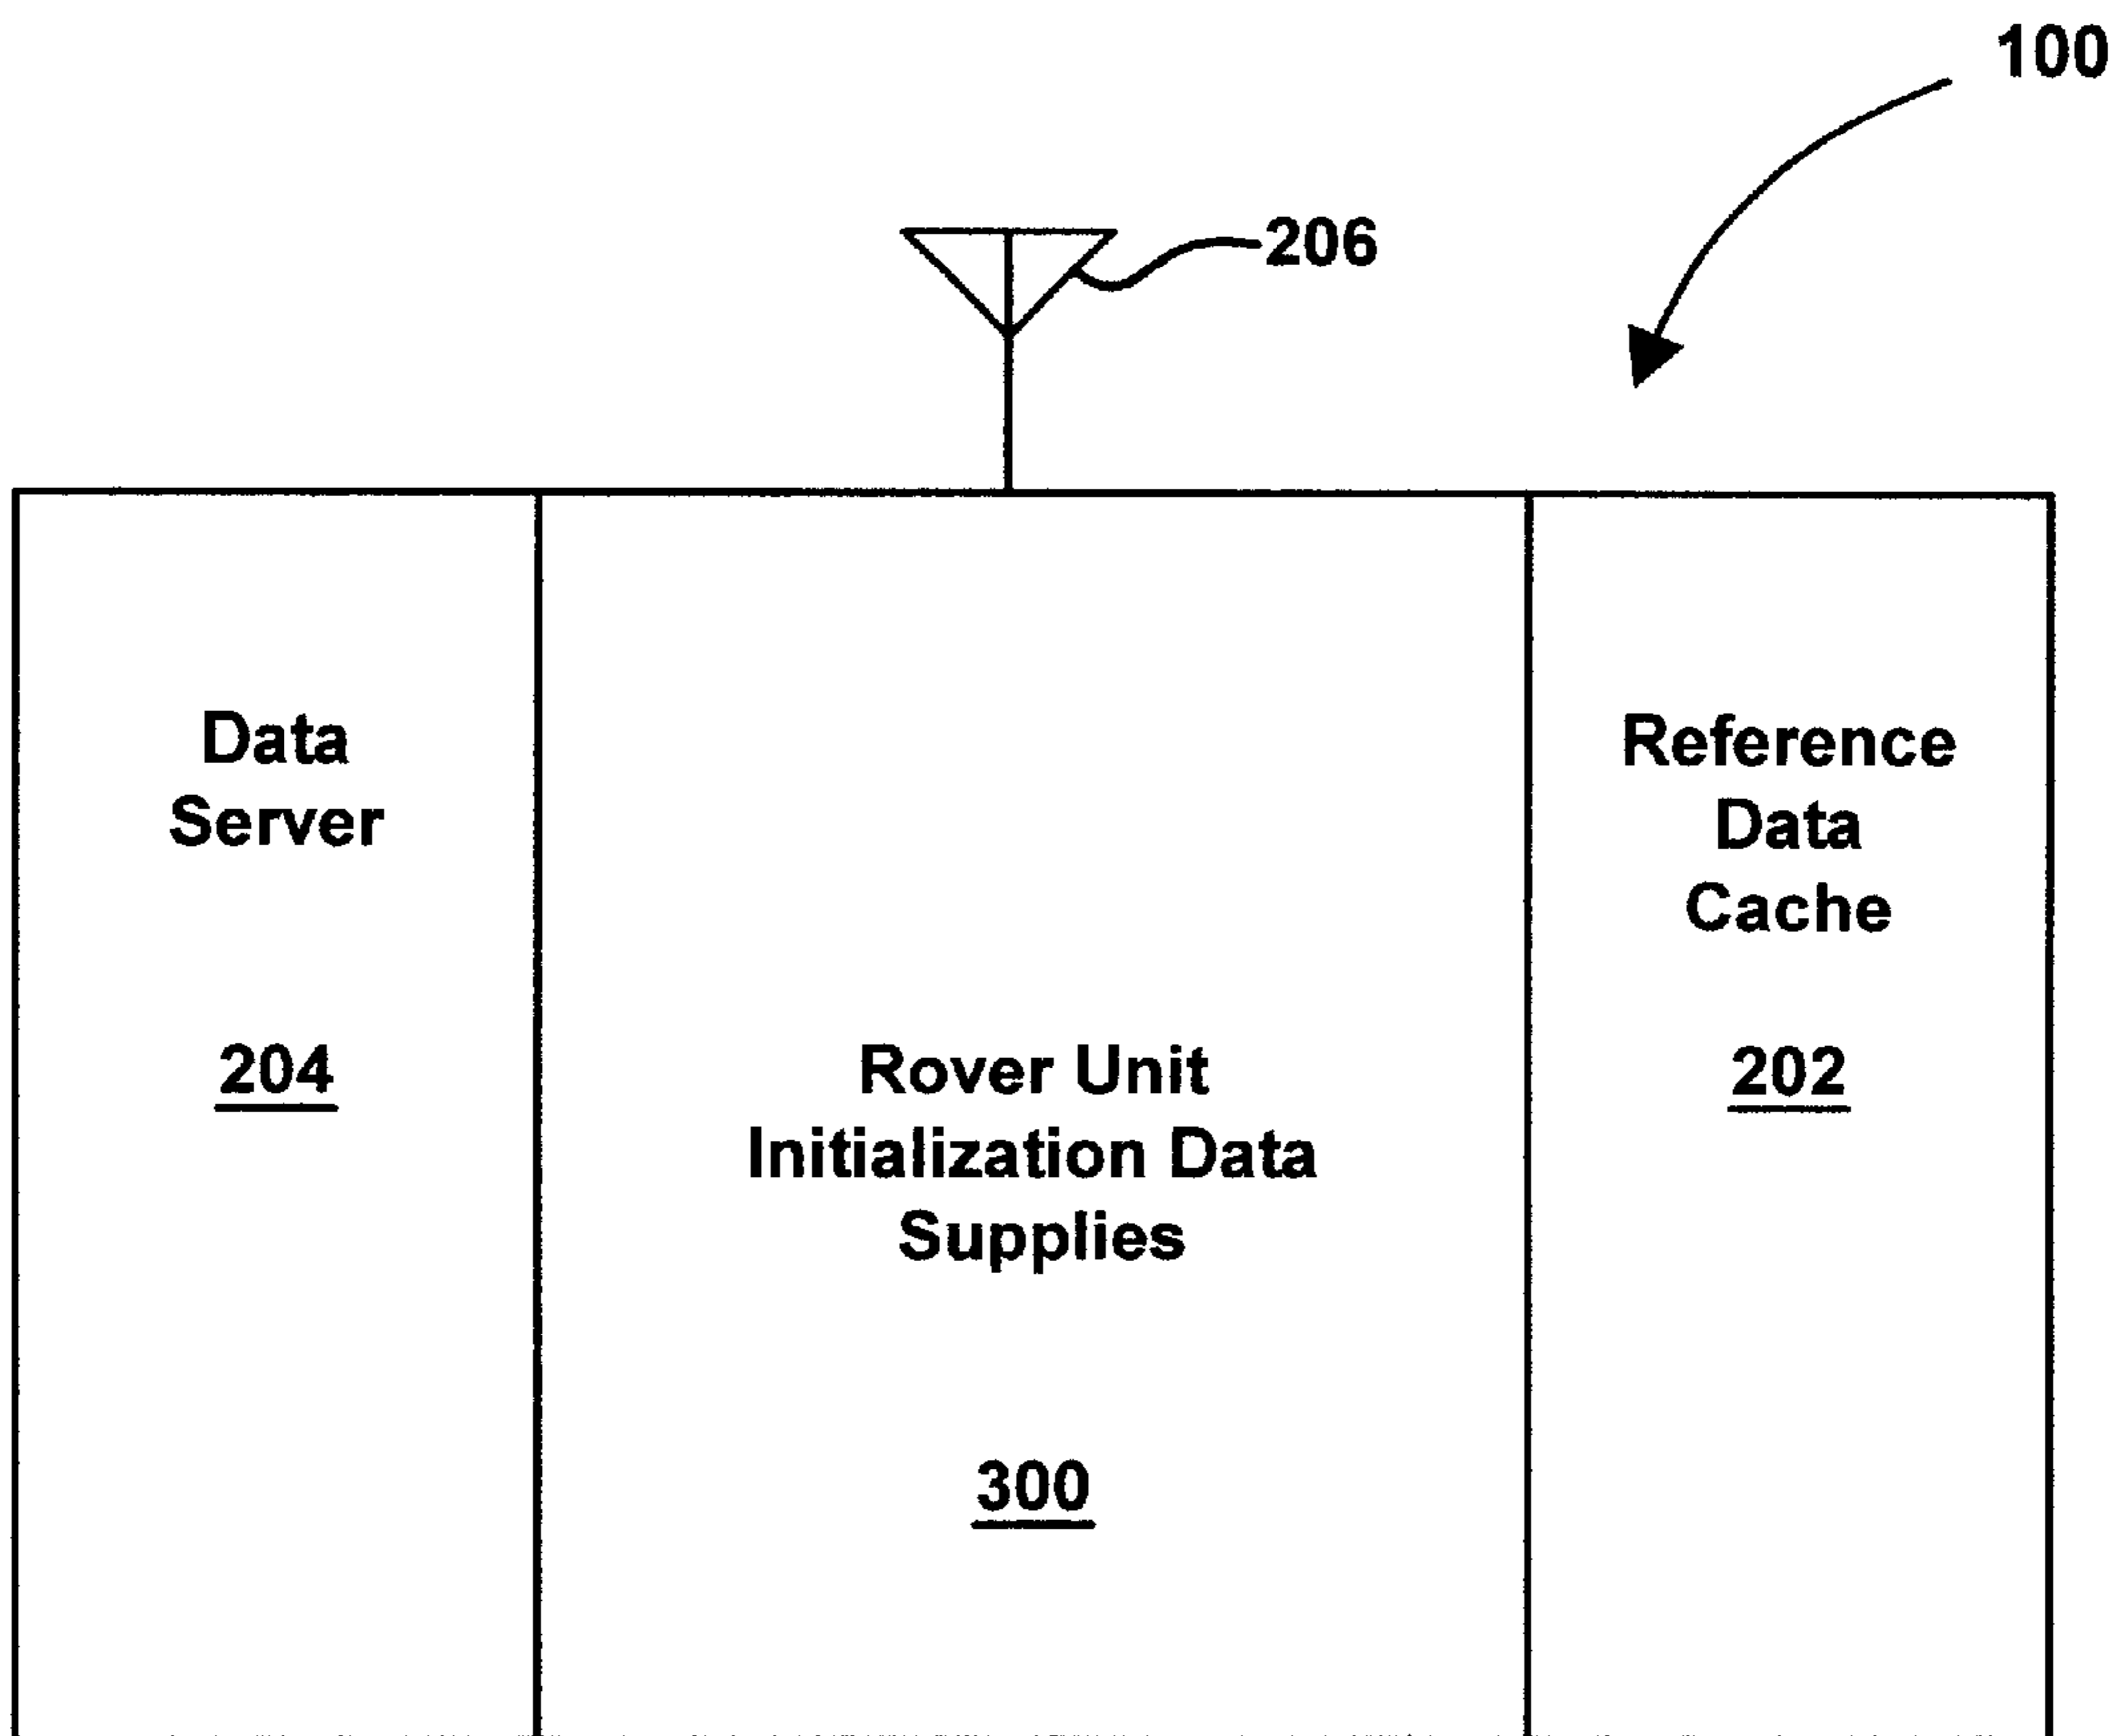 100
206
Data
Server
204
Rover Unit
Initialization Data
Supplies
300
Reference
Data
Cache
202